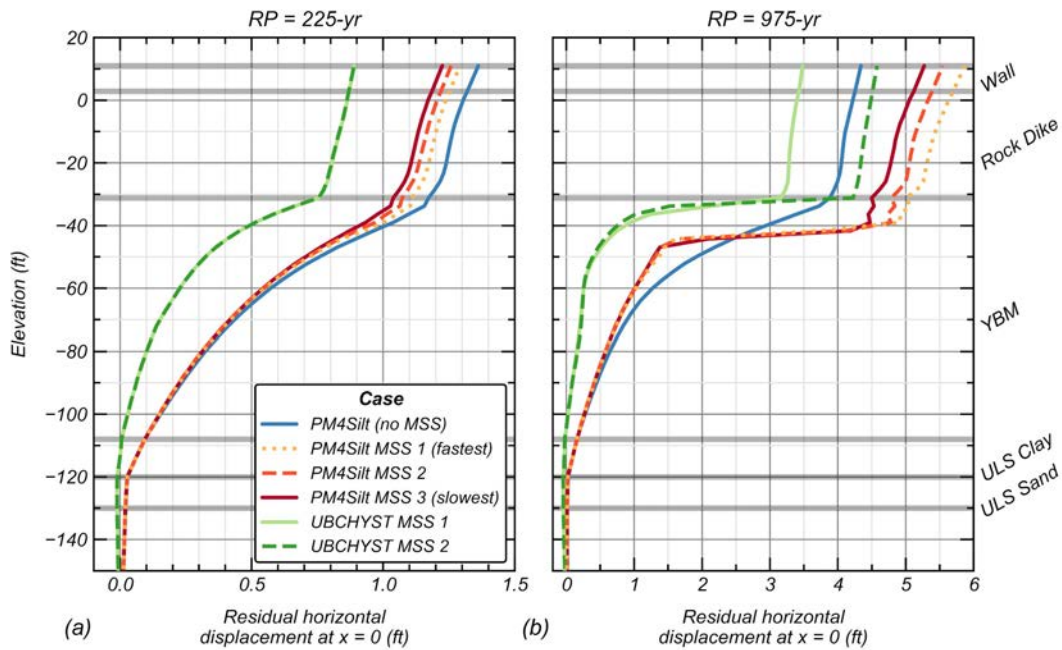 RP = 225-yr
RP = 975-yr
20
0
−20
−40
−60
−80
−100
−120
−140
Elevation (ft)
Wall
Rock Dike
YBM
ULS Clay
ULS Sand
Case
PM4Silt (no MSS)
PM4Silt MSS 1 (fastest)
PM4Silt MSS 2
PM4Silt MSS 3 (slowest)
UBCHYST MSS 1
UBCHYST MSS 2
0.0 0.5 1.0 1.5
0 1 2 3 4 5 6
(a)
Residual horizontal
displacement at x = 0 (ft)
(b)
Residual horizontal
displacement at x = 0 (ft)